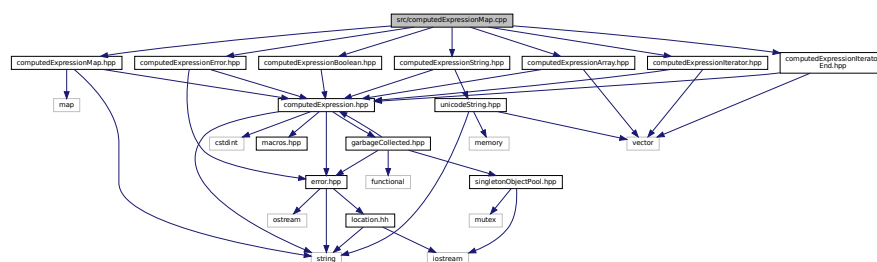 src/computedExpressionMap.cpp
computedExpressionMap.hpp
computedExpressionError.hpp
computedExpressionBoolean.hpp
computedExpressionString.hpp
computedExpressionArray.hpp
computedExpressionIterator.hpp
computedExpressionIterator
End.hpp
map
computedExpression.hpp
unicodeString.hpp
cstdint
macros.hpp
garbageCollected.hpp
memory
vector
error.hpp
functional
singletonObjectPool.hpp
ostream
location.hh
mutex
string
iostream